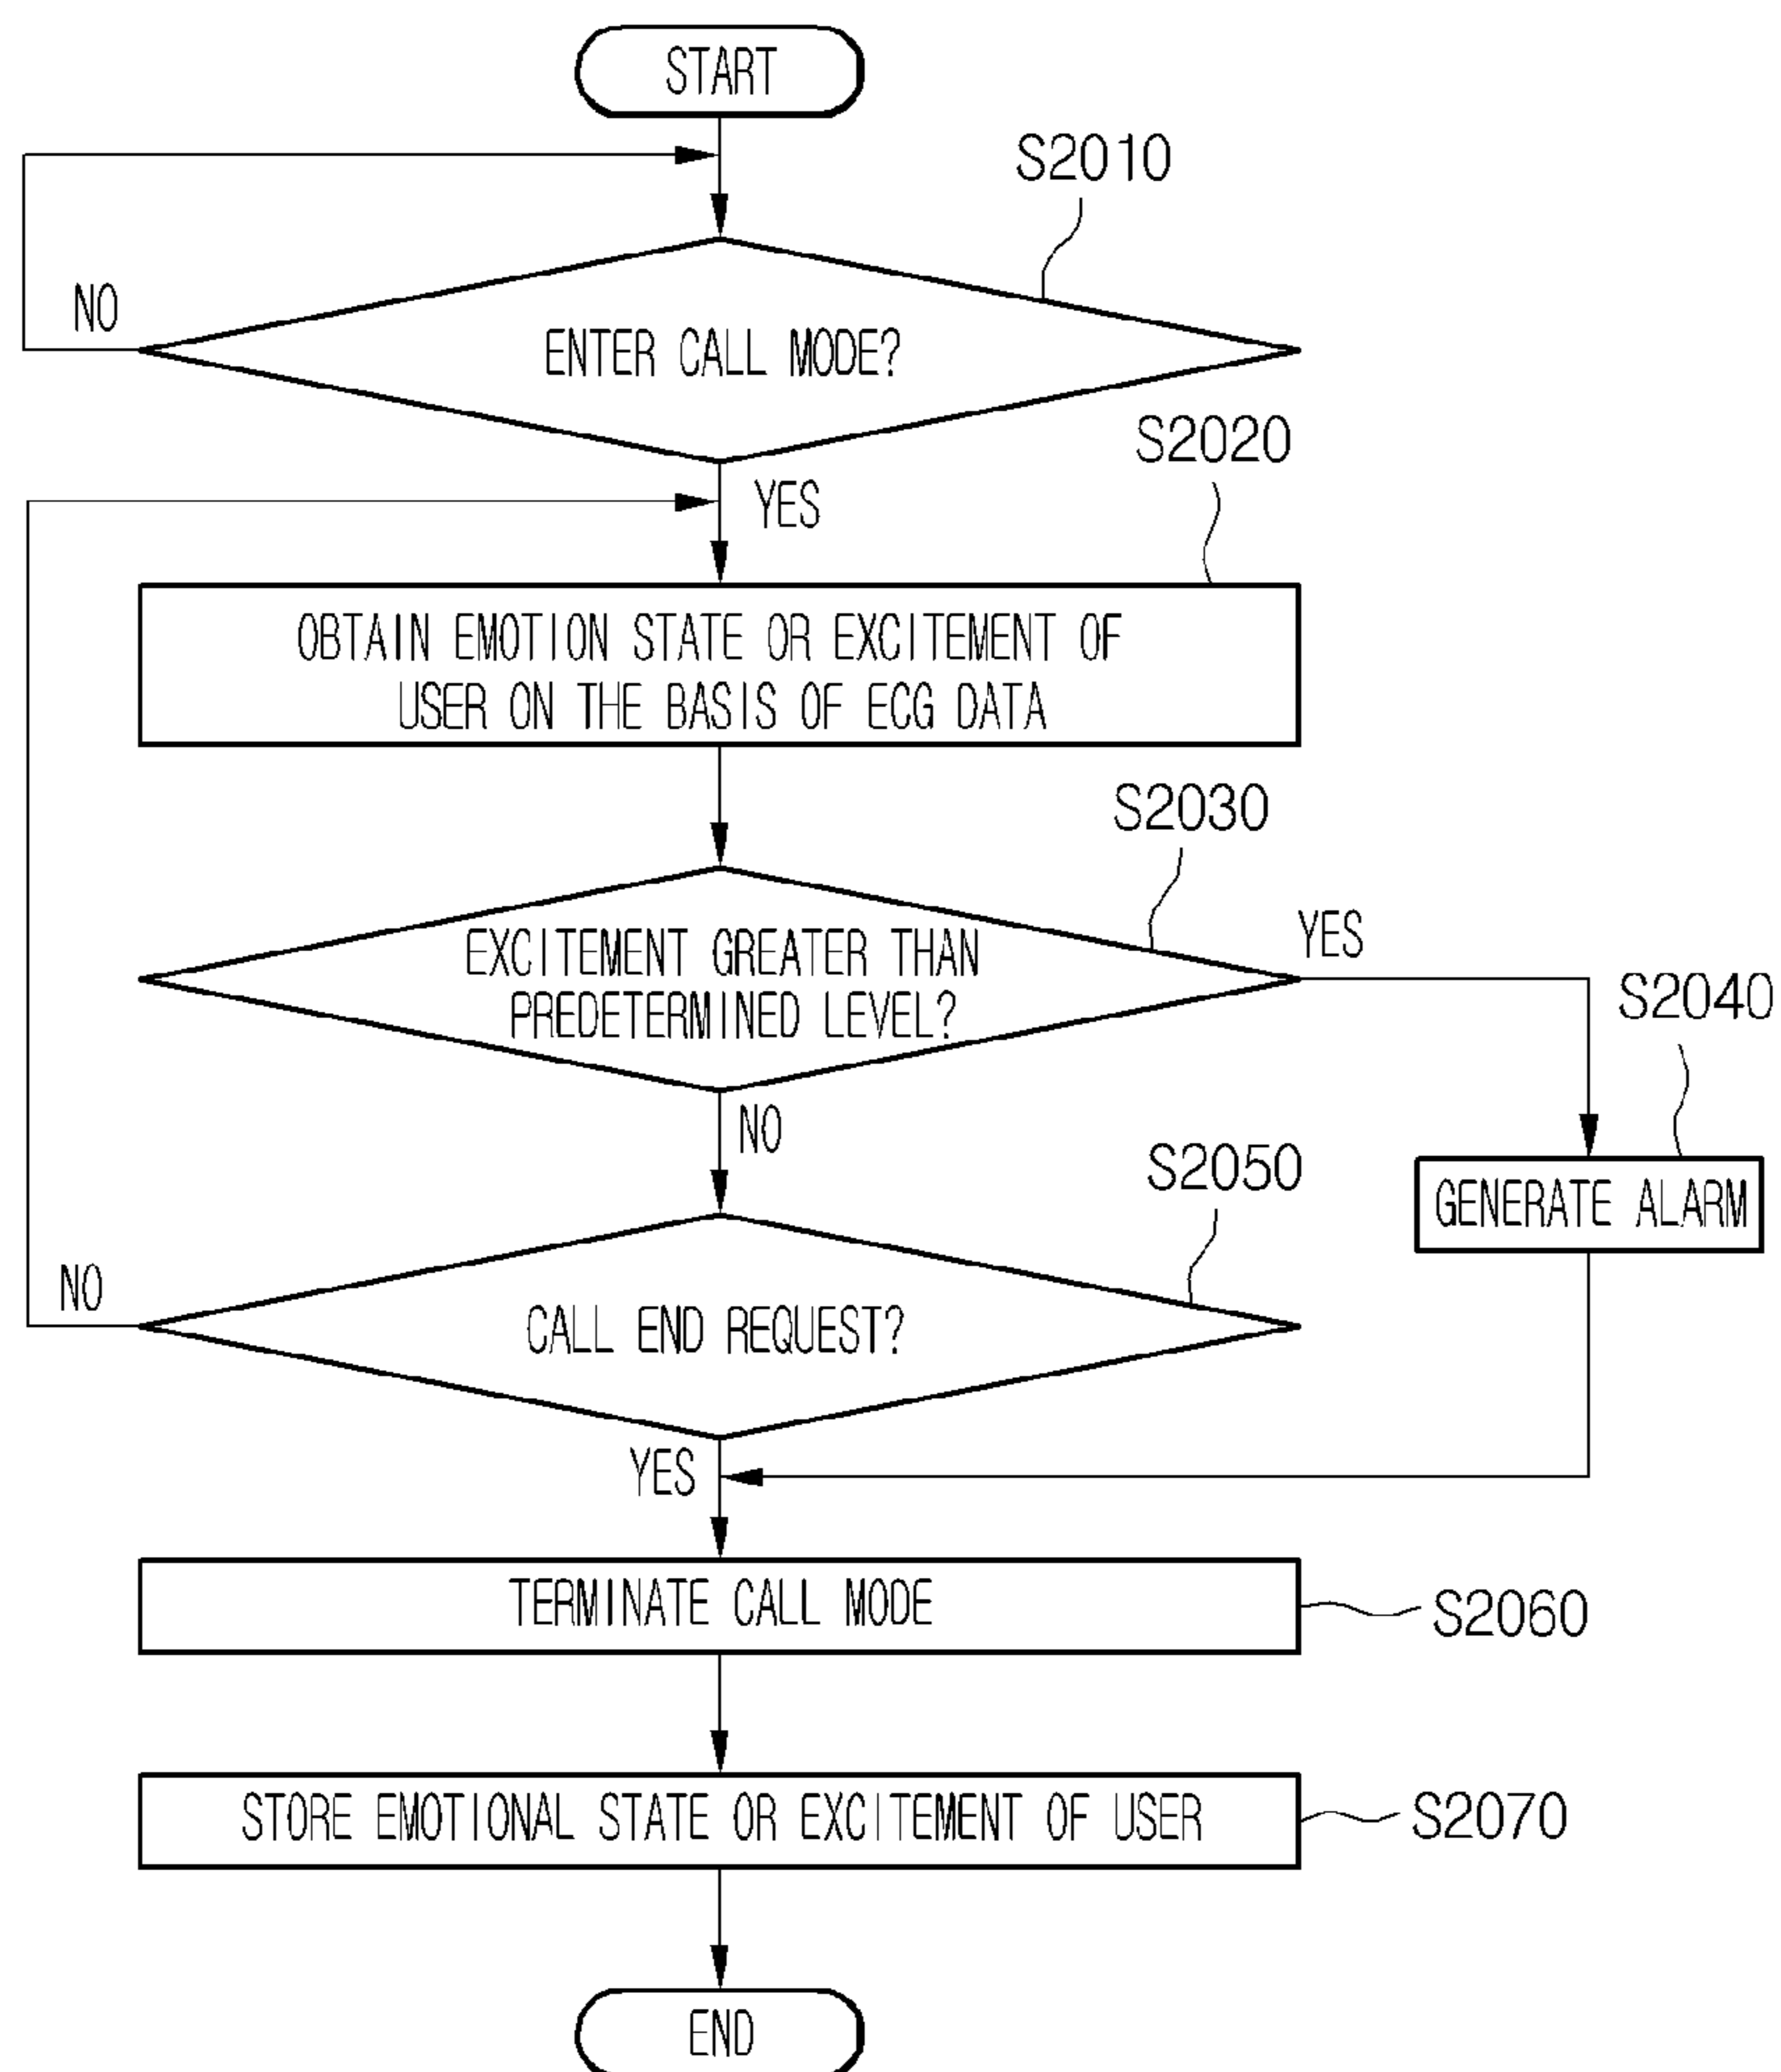 START
S2010
NO
ENTER CALL MODE?
S2020
YES
OBTAIN EMOTION STATE OR EXCITEMENT OF
USER ON THE BASIS OF ECG DATA
S2030
YES
EXCITEMENT GREATER THAN
PREDETERMINED LEVEL?
S2040
NO
S2050
GENERATE ALARM
NO
CALL END REQUEST?
YES
TERMINATE CALL MODE
S2060
STORE EMOTIONAL STATE OR EXCITEMENT OF USER
S2070
END